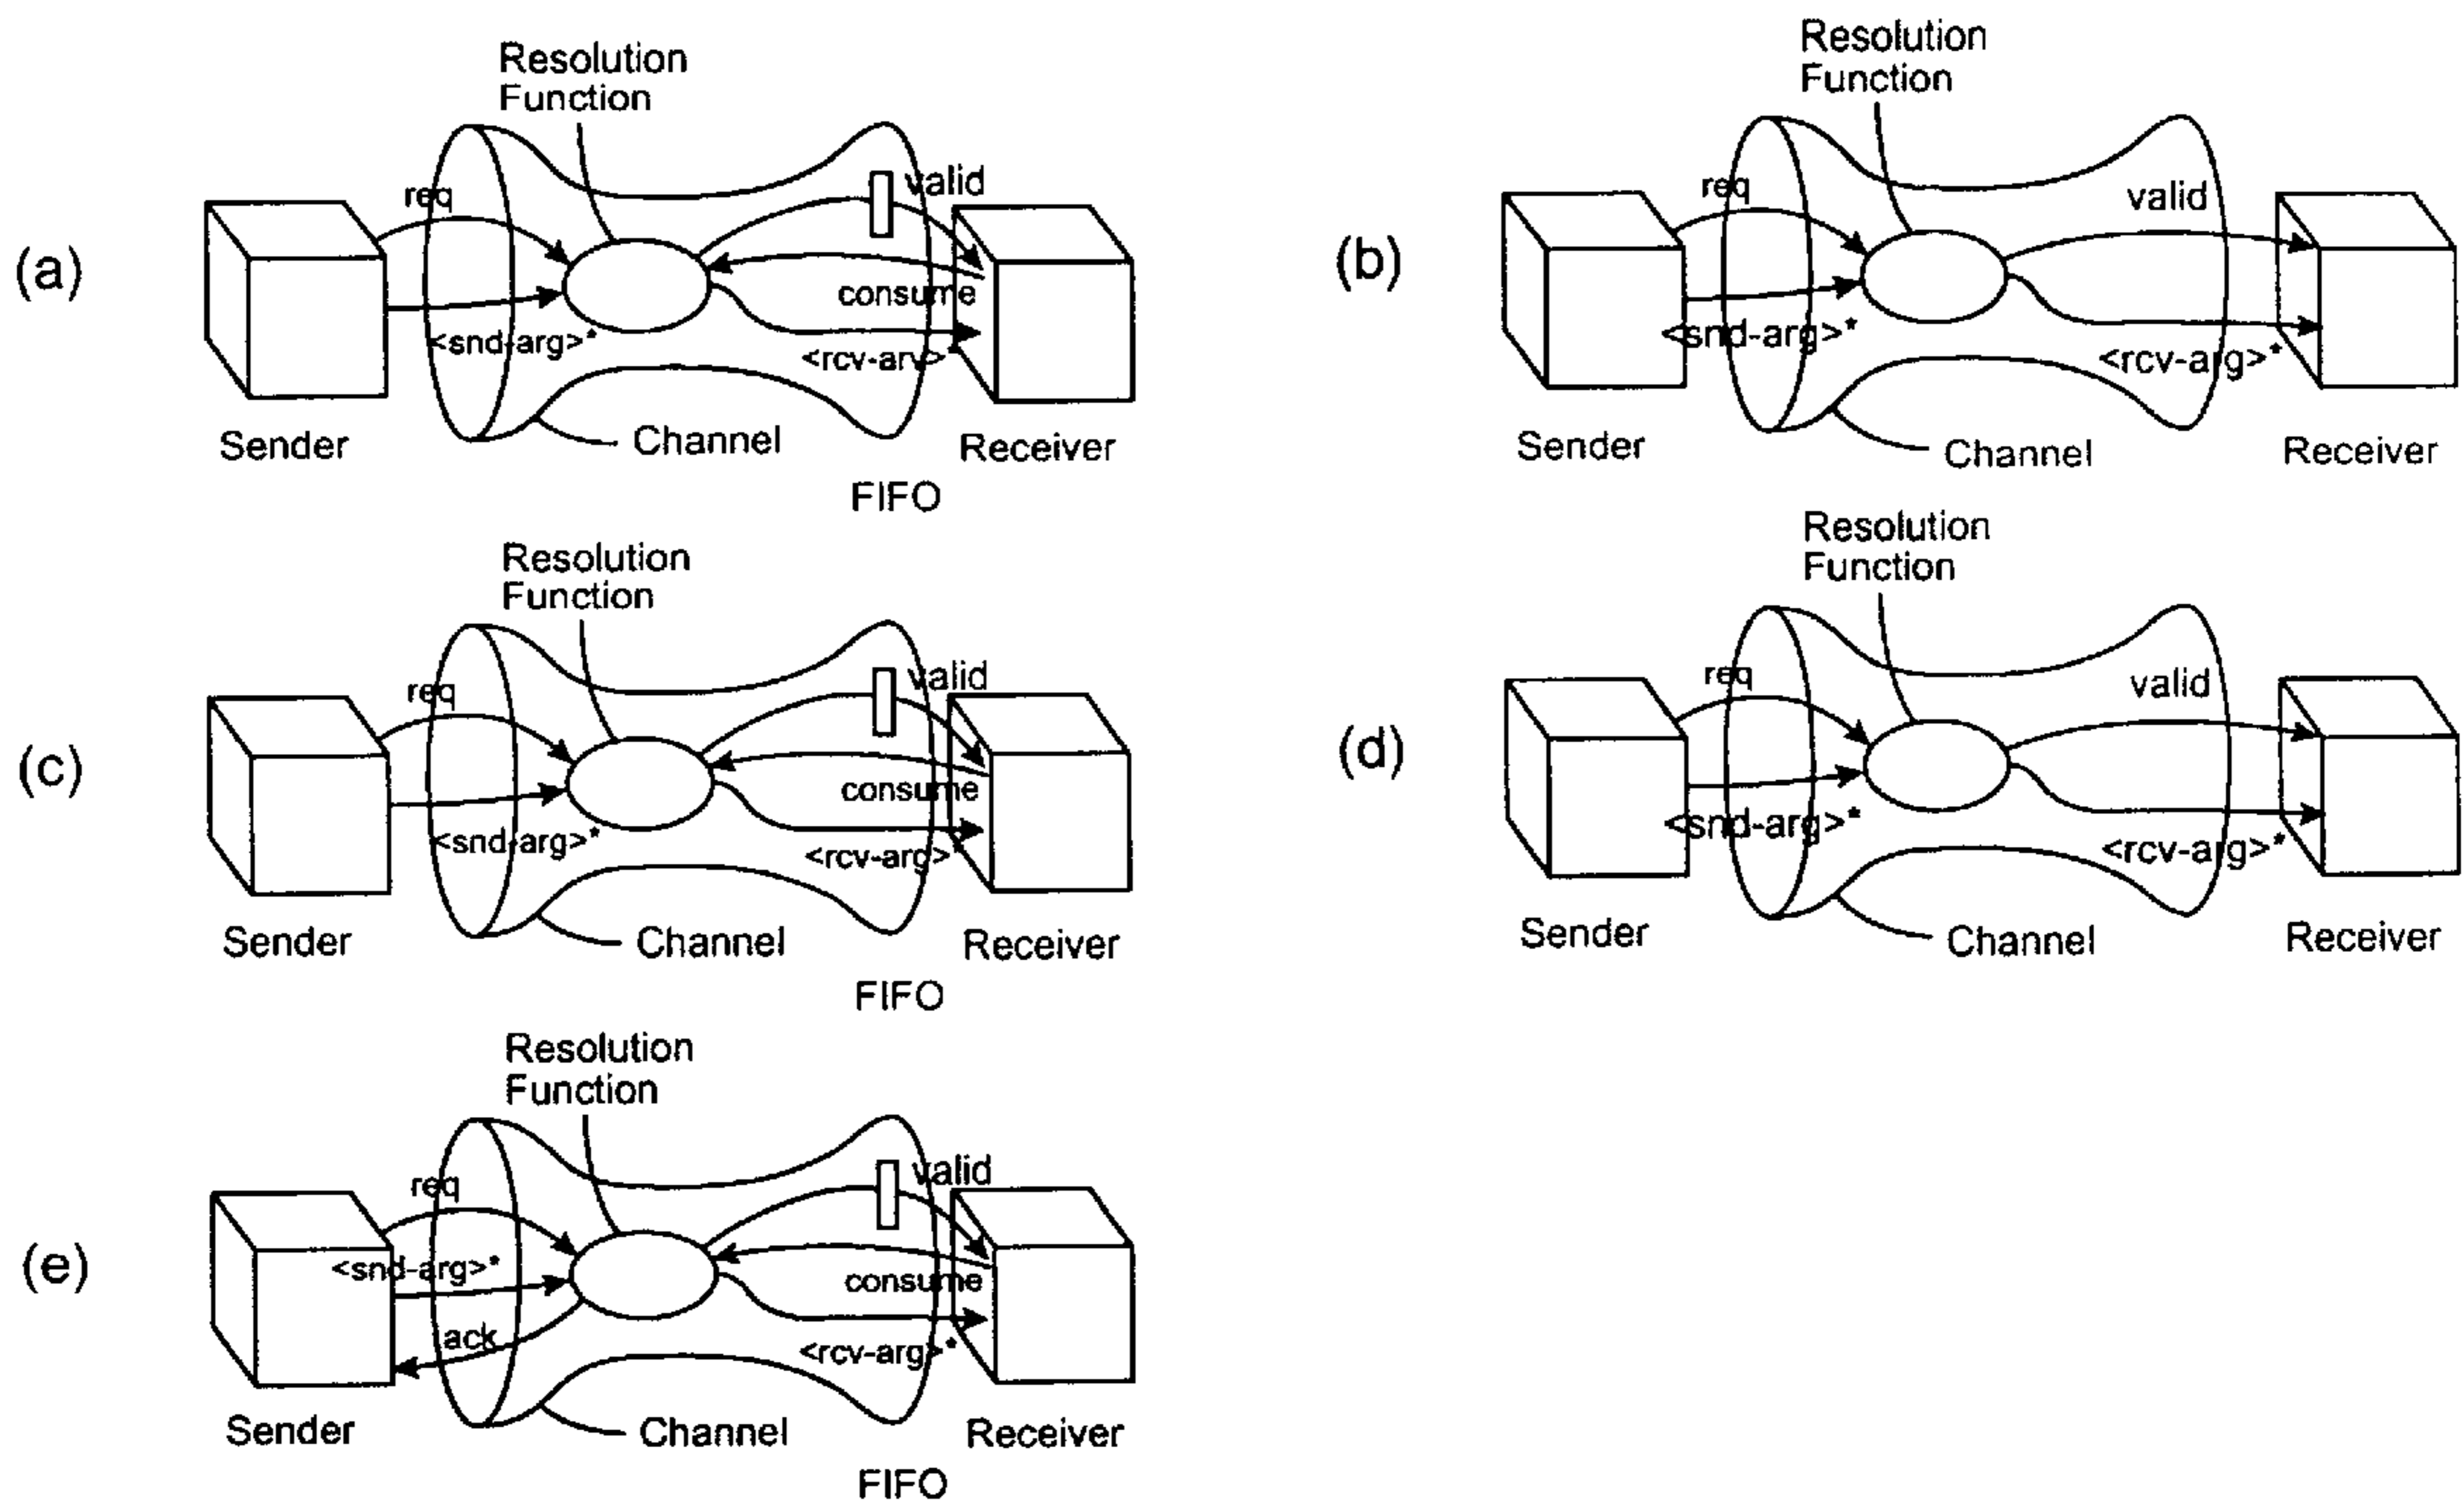 (a)
Resolution
Function
req
valid
consume
<snd-arg>*
<rcv-arv>*
Sender
Channel
Receiver
FIFO
(b)
Resolution
Function
req
valid
<snd-arg>*
<rcv-arg>*
Sender
Channel
Receiver
(c)
Resolution
Function
req
valid
consume
<snd-arg>*
<rcv-arg>*
Sender
Channel
Receiver
FIFO
(d)
Resolution
Function
req
valid
<snd-arg>*
<rcv-arg>*
Sender
Channel
Receiver
(e)
Resolution
Function
req
valid
<snd-arg>*
consume
ack
<rcv-arg>*
Sender
Channel
Receiver
FIFO